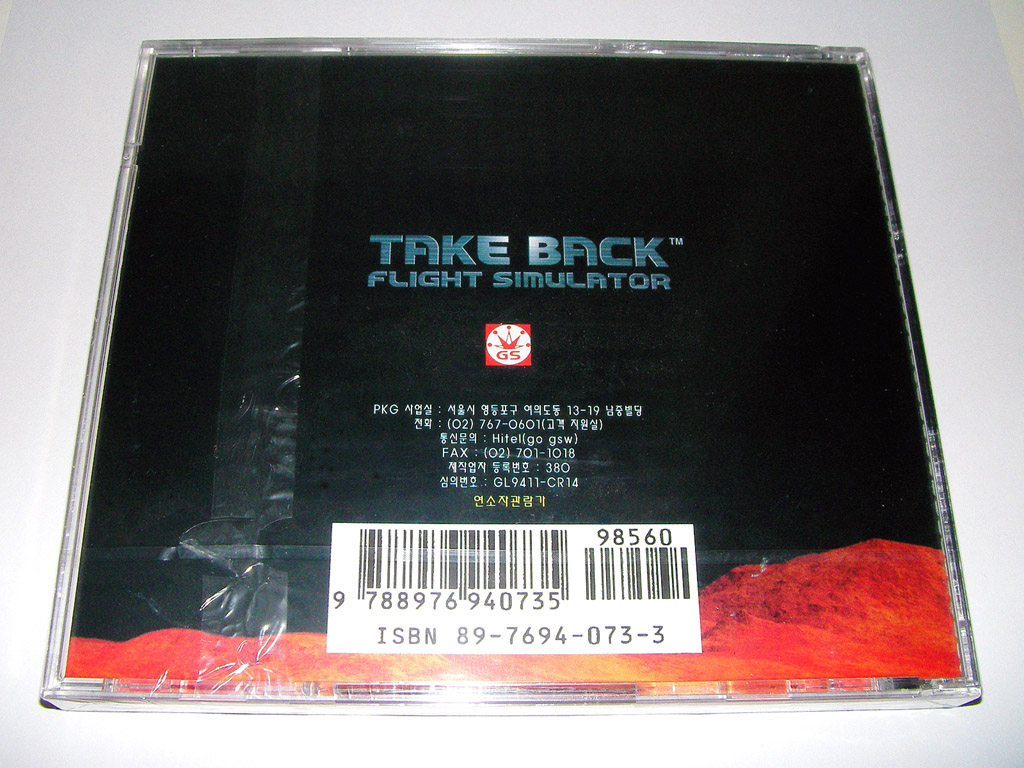 TAKE BACK™
FLIGHT SIMULATOR
GS
PKG 사업실 : 서울시 영등포구 여의도동 13-19 남중빌딩
전화 : (02) 767-0601(고객 지원실)
통신문의 : Hitel(go gsw)
FAX : (02) 701-1018
제작업자 등록번호 : 380
심의번호 : GL9411-CR14
연소자관람가
98560
9 788976 940735
ISBN 89-7694-073-3